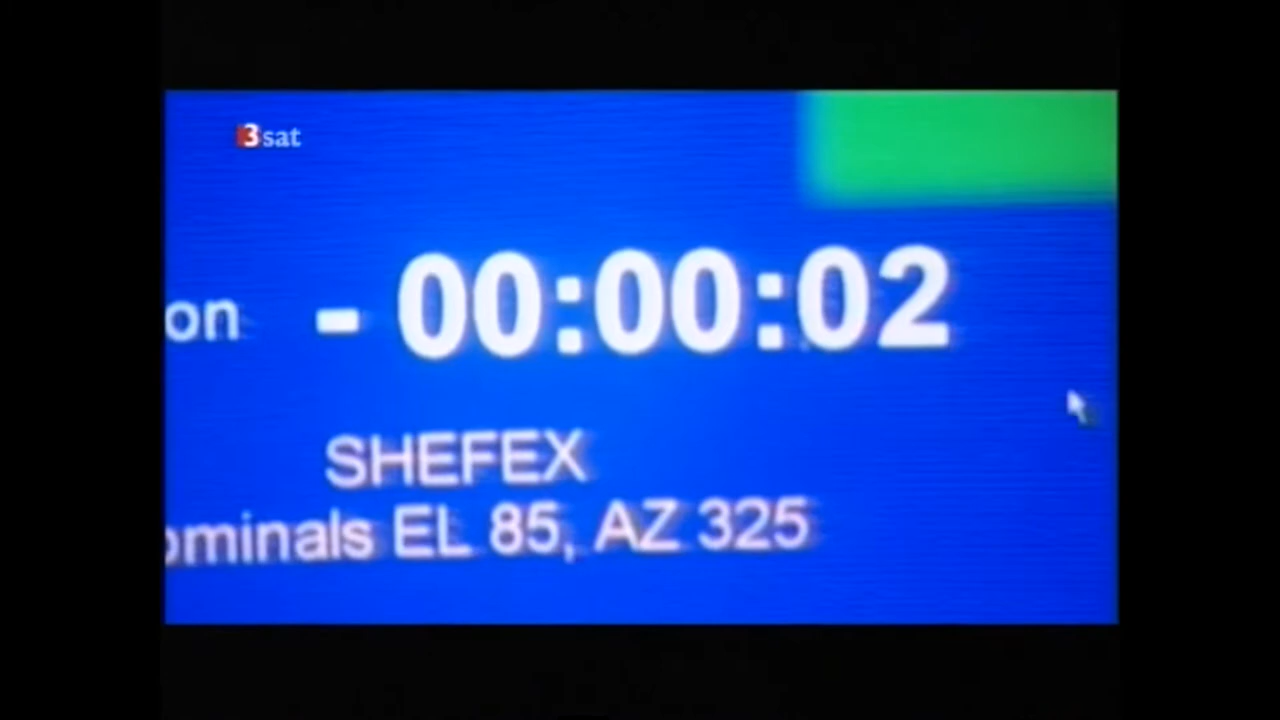 3sat
on - 00:00:02
SHEFEX
ominals EL 85, AZ 325